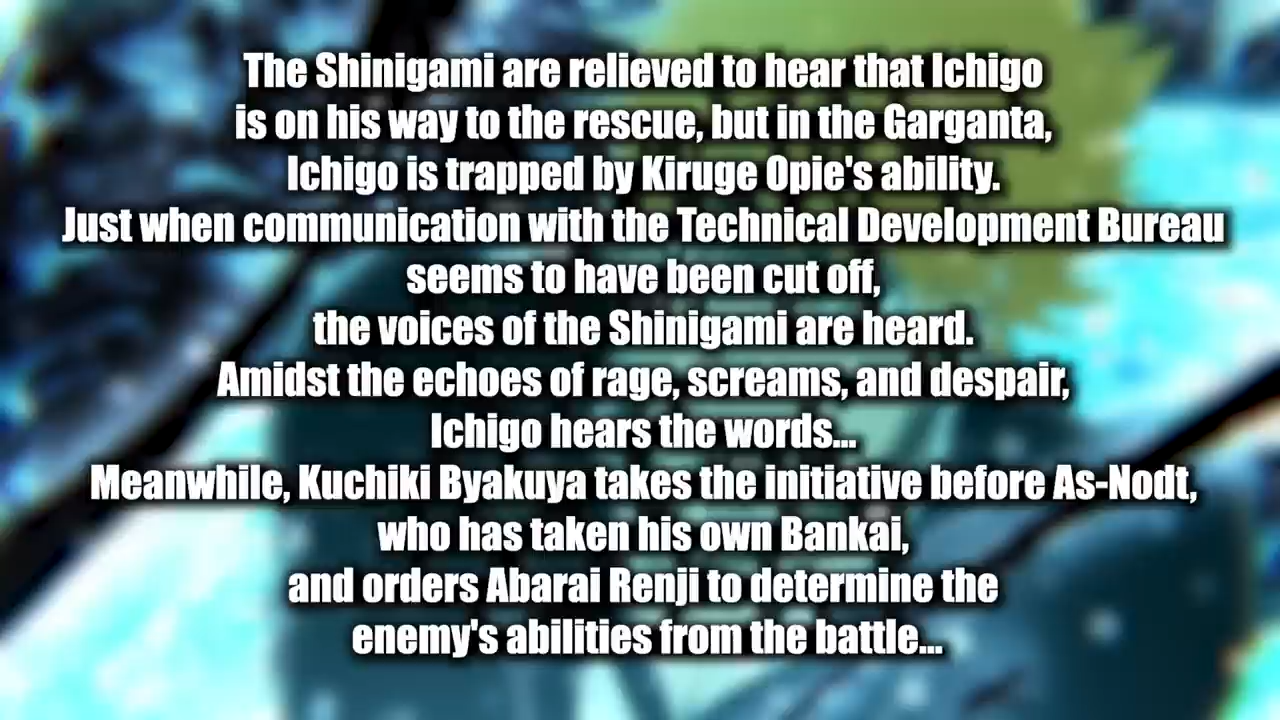 The Shinigami are relieved to hear that Ichigo
is on his way to the rescue, but in the Garganta,
Ichigo is trapped by Kiruge Opie's ability.
Just when communication with the Technical Development Bureau
seems to have been cut off,
the voices of the Shinigami are heard.
Amidst the echoes of rage, screams, and despair,
Ichigo hears the words...
Meanwhile, Kuchiki Byakuya takes the initiative before As-Nodt,
who has taken his own Bankai,
and orders Abarai Renji to determine the
enemy's abilities from the battle...